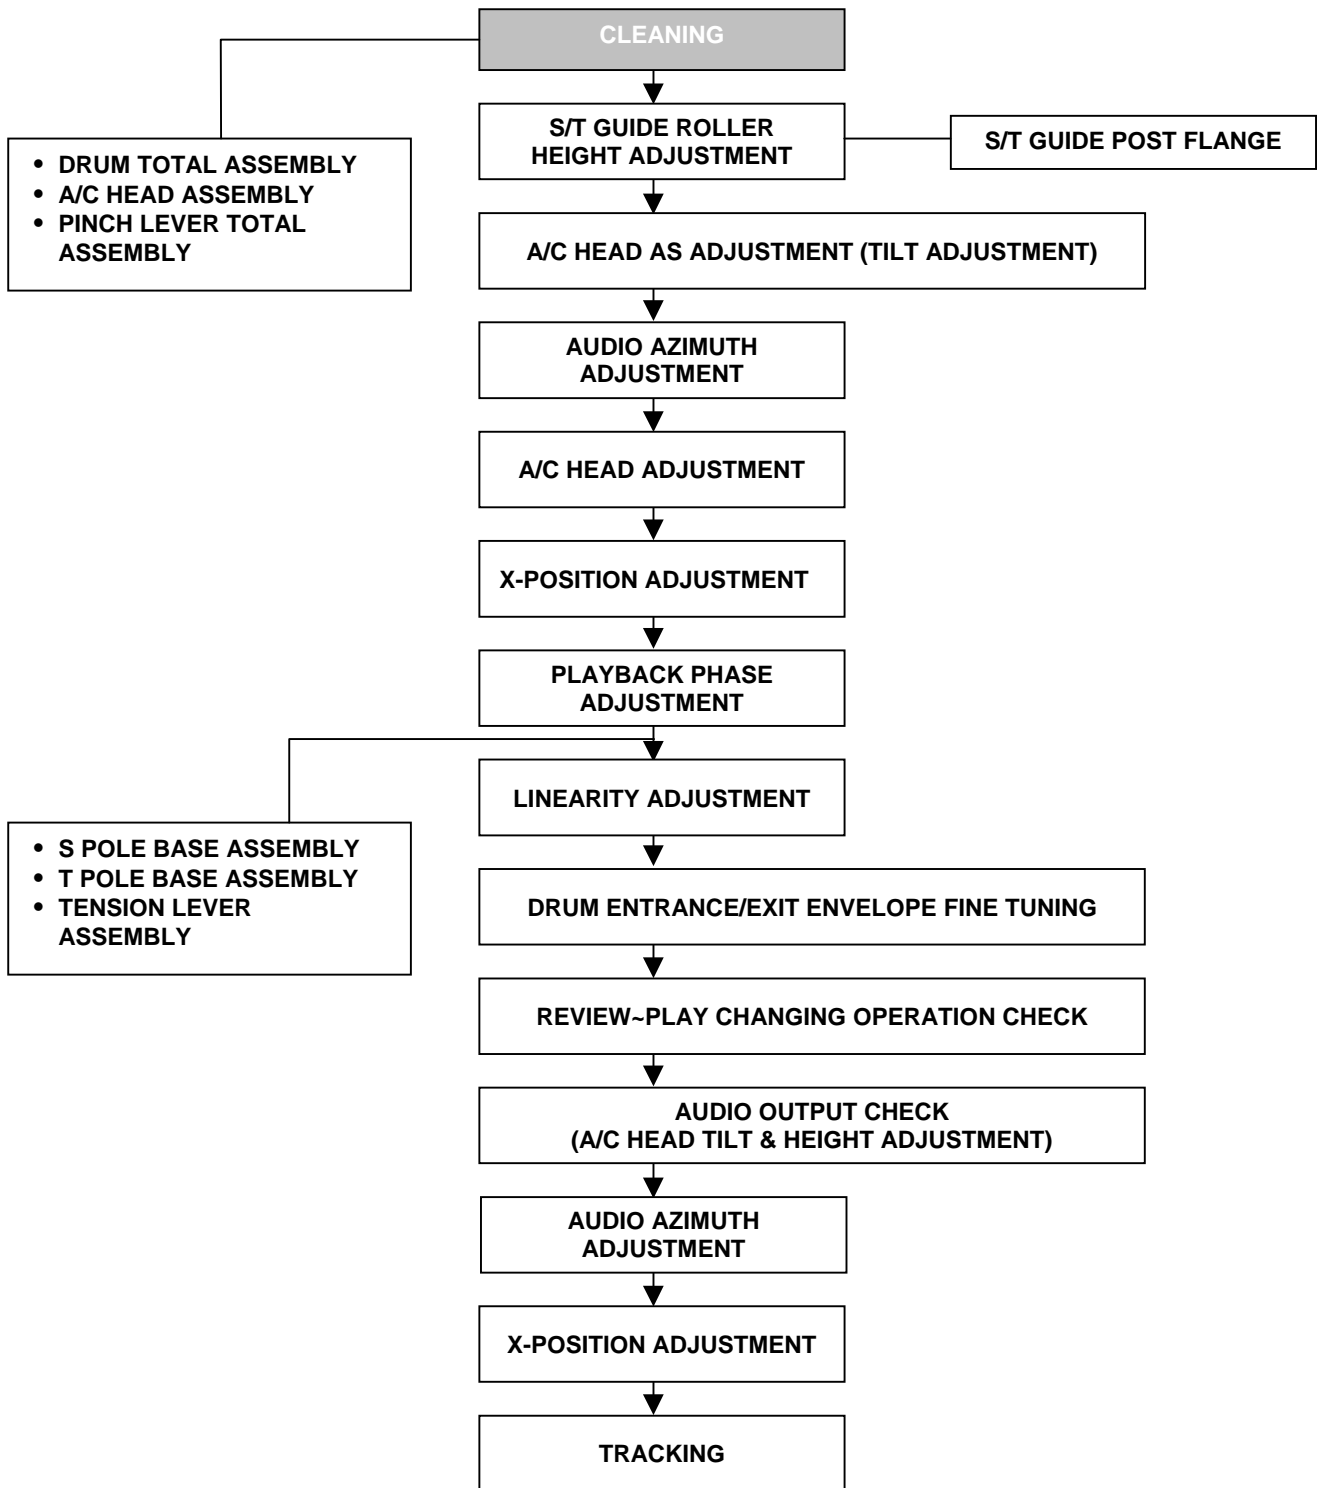 CLEANING
S/T GUIDE ROLLER
HEIGHT ADJUSTMENT
S/T GUIDE POST FLANGE
• DRUM TOTAL ASSEMBLY
• A/C HEAD ASSEMBLY
• PINCH LEVER TOTAL
ASSEMBLY
A/C HEAD AS ADJUSTMENT (TILT ADJUSTMENT)
AUDIO AZIMUTH
ADJUSTMENT
A/C HEAD ADJUSTMENT
X-POSITION ADJUSTMENT
PLAYBACK PHASE
ADJUSTMENT
LINEARITY ADJUSTMENT
• S POLE BASE ASSEMBLY
• T POLE BASE ASSEMBLY
• TENSION LEVER
ASSEMBLY
DRUM ENTRANCE/EXIT ENVELOPE FINE TUNING
REVIEW~PLAY CHANGING OPERATION CHECK
AUDIO OUTPUT CHECK
(A/C HEAD TILT & HEIGHT ADJUSTMENT)
AUDIO AZIMUTH
ADJUSTMENT
X-POSITION ADJUSTMENT
TRACKING